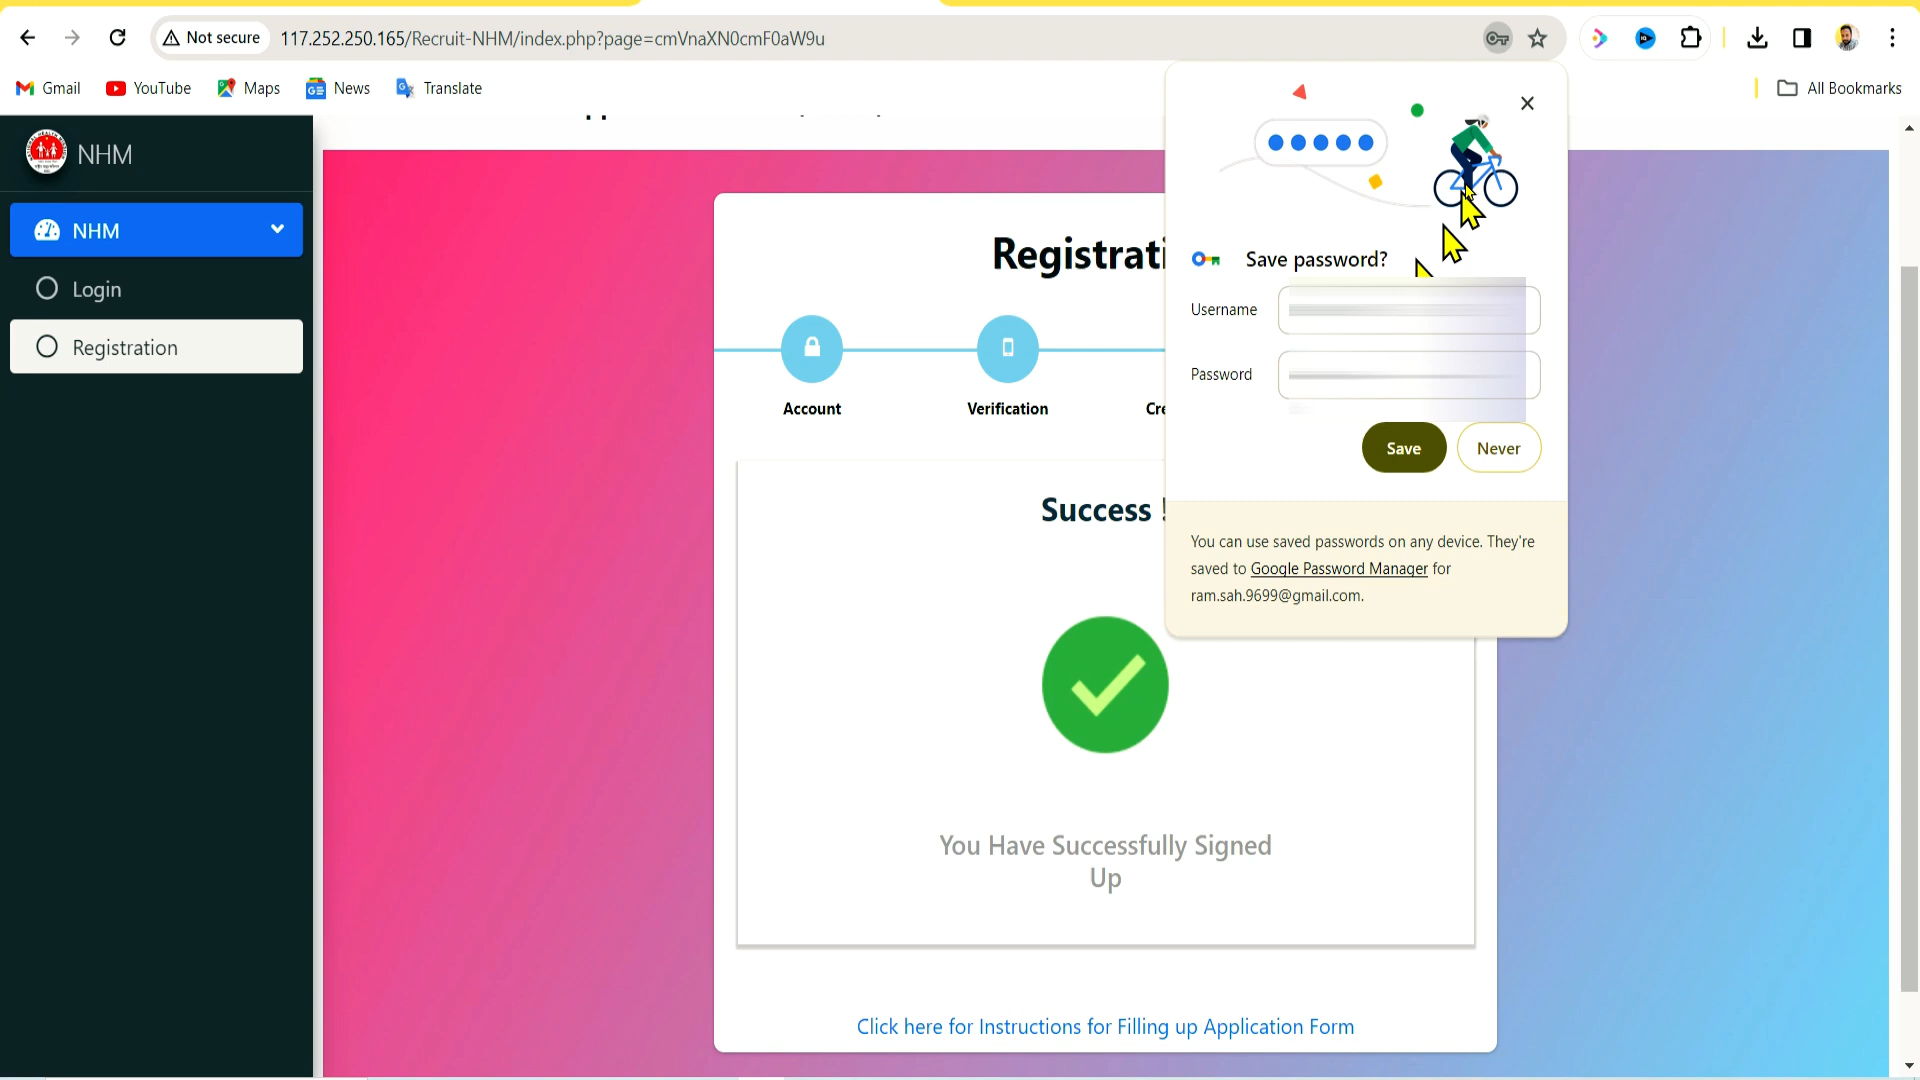 Not secure
117.252.250.165/Recruit-NHM/index.php?page=cmVnaXN0cmF0aW9u
Gmail
YouTube
Maps
News
Translate
All Bookmarks
NHM
NHM
Login
Registration
Registrati
Account
Verification
Cre
Success !
You Have Successfully Signed
Up
Click here for Instructions for Filling up Application Form
Save password?
Username
Password
Save
Never
You can use saved passwords on any device. They're
saved to Google Password Manager for
ram.sah.9699@gmail.com.